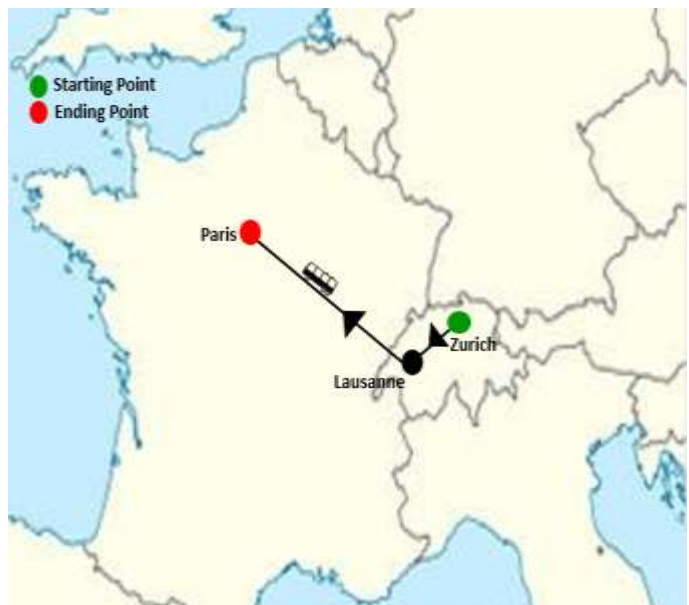 Starting Point
Ending Point
Paris
Zurich
Lausanne